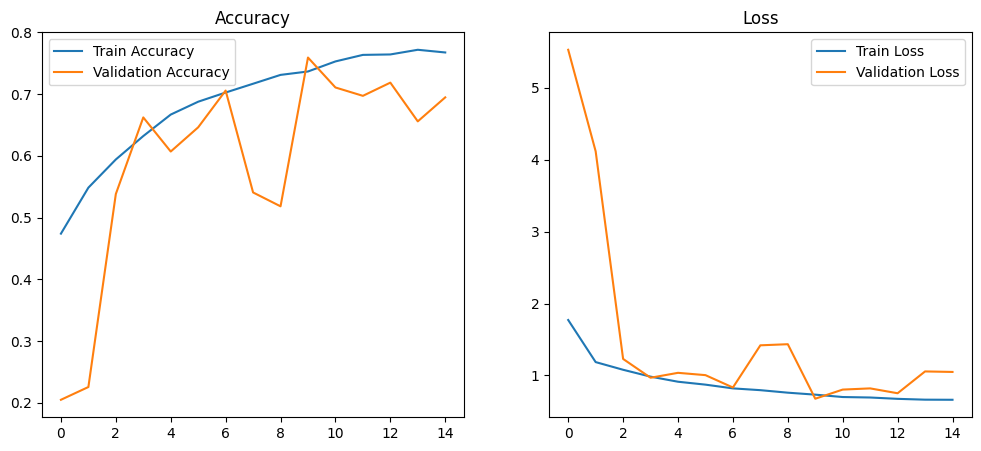 Accuracy
Train Accuracy
Validation Accuracy
0.8
0.7
0.6
0.5
0.4
0.3
0.2
0 2 4 6 8 10 12 14
Loss
Train Loss
Validation Loss
5
4
3
2
1
0 2 4 6 8 10 12 14